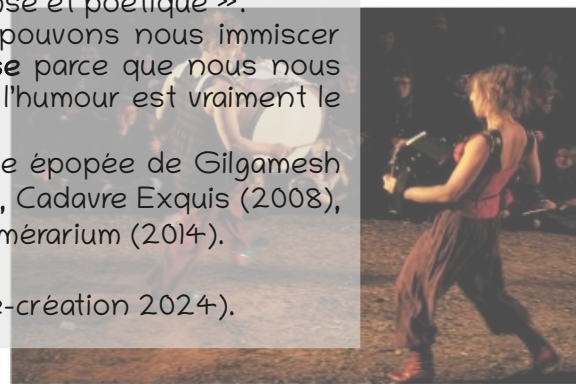 ose et poétique ».
pouvons nous immiscer
se parce que nous nous
l'humour est vraiment le
e épopée de Gilgamesh
, Cadavre Exquis (2008),
mérarium (2014).
e-création 2024).